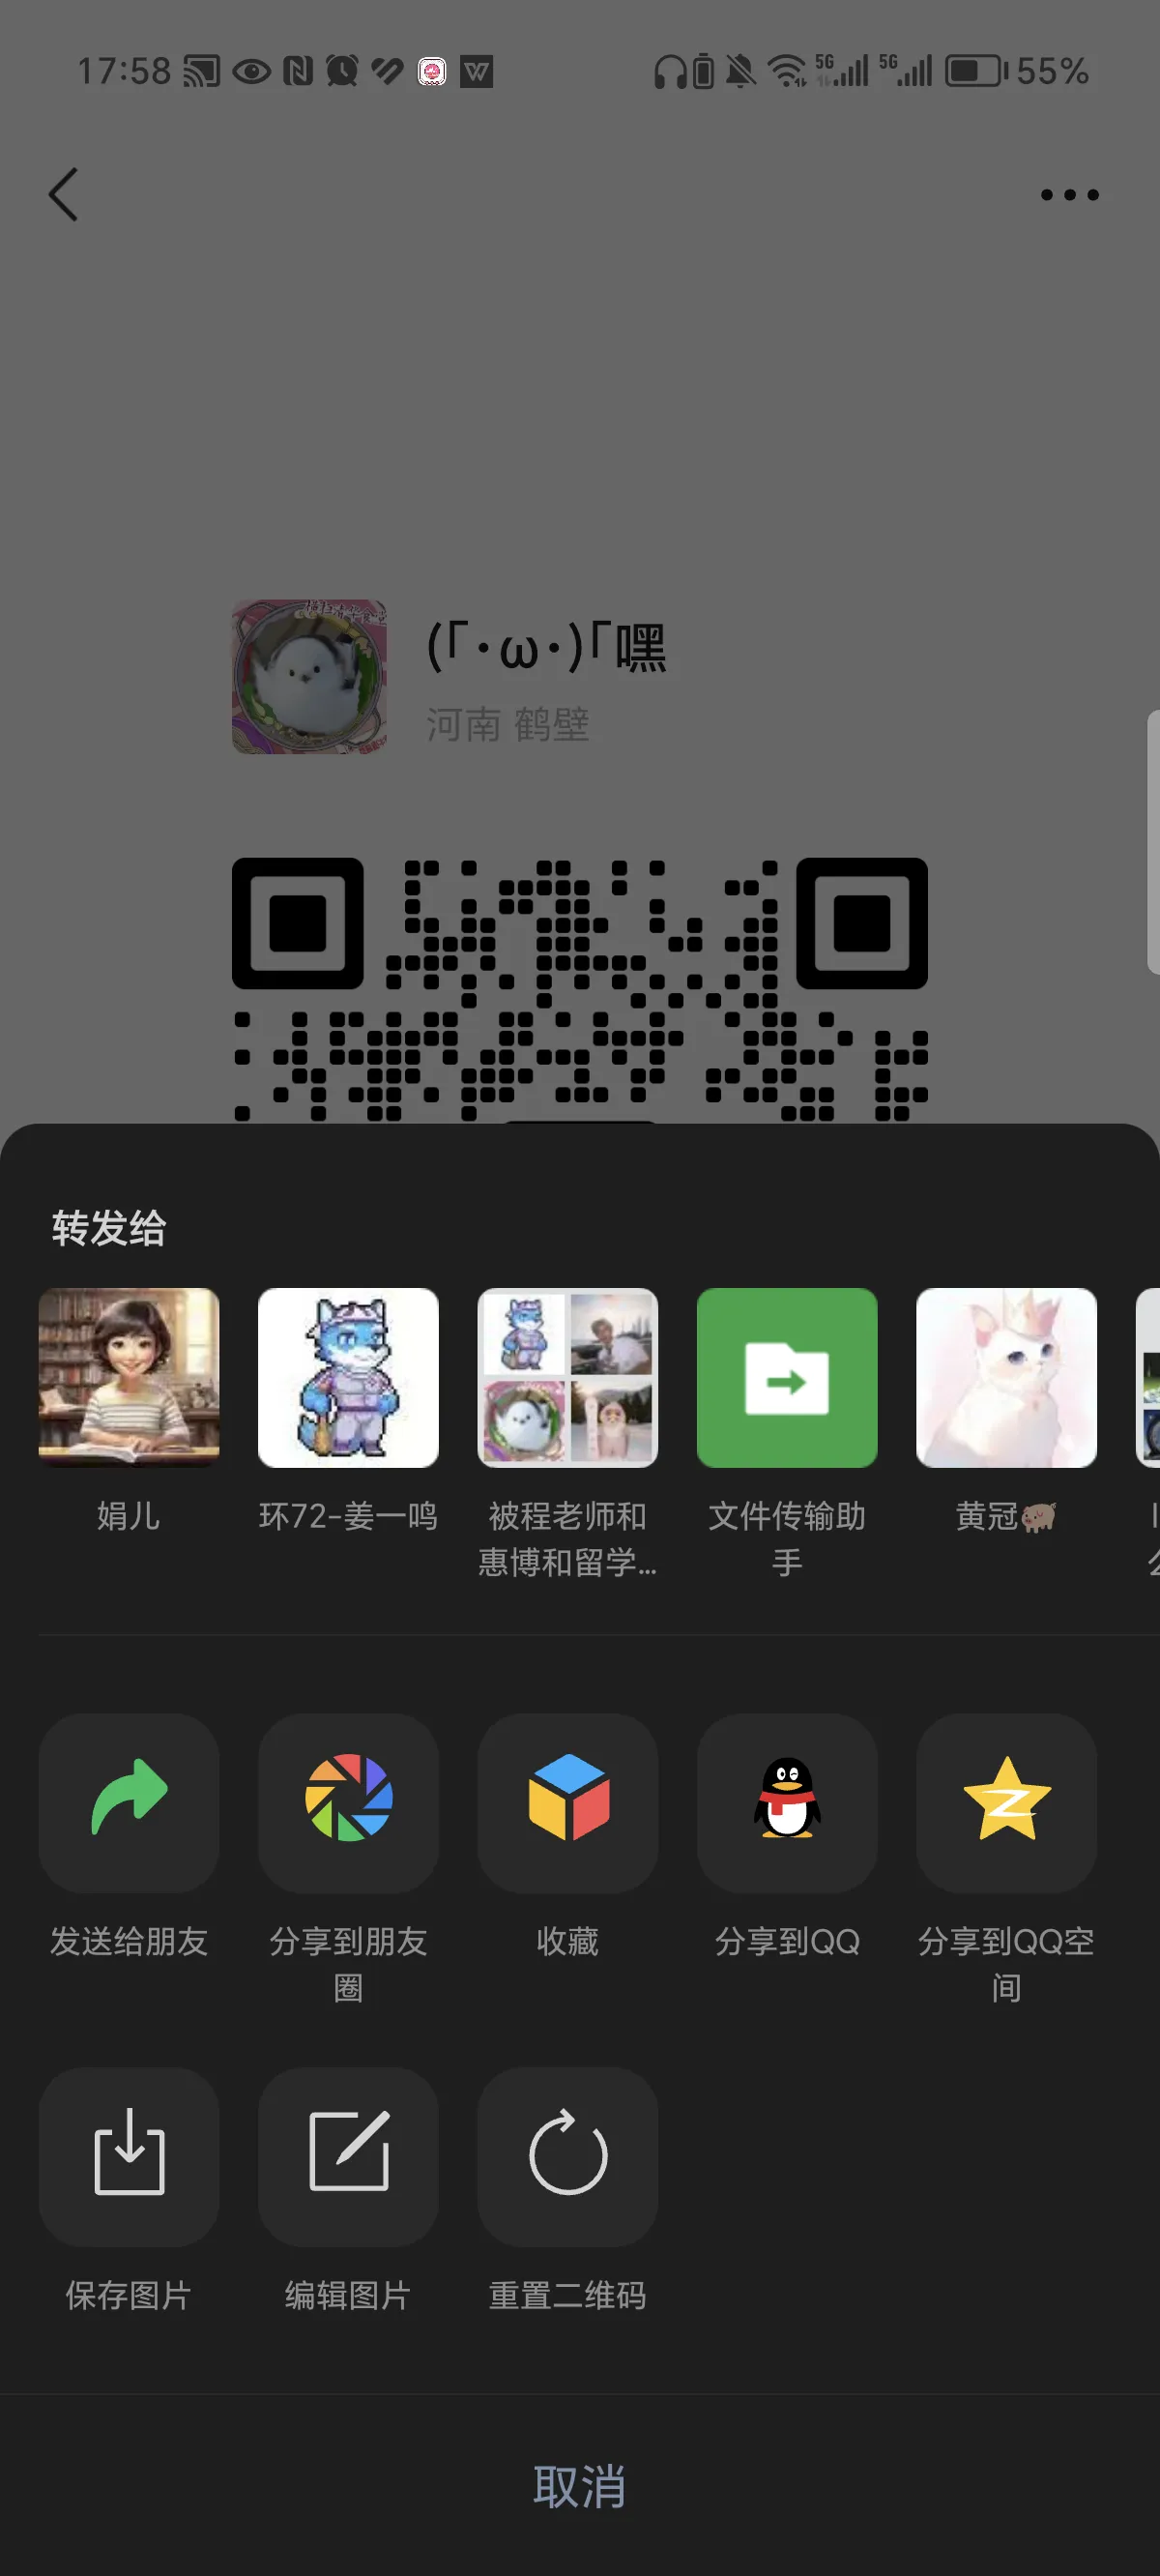 17:58
5G
5G
55%
(「·ω·)「嘿
河南 鹤壁
转发给
娟儿
环72-姜一鸣
被程老师和
惠博和留学...
文件传输助
手
黄冠🐖
发送给朋友
分享到朋友
圈
收藏
分享到QQ
分享到QQ空
间
保存图片
编辑图片
重置二维码
取消